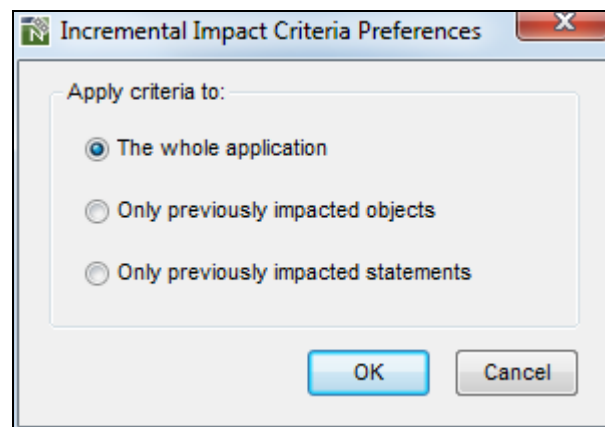 Incremental Impact Criteria Preferences
Apply criteria to:
The whole application
Only previously impacted objects
Only previously impacted statements
OK Cancel